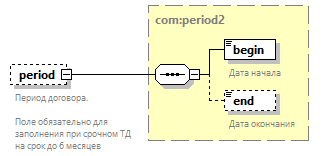 com:period2
period
begin
Дата начала
end
Дата окончания
Период договора.
Поле обязательно для
заполнения при срочном ТД
на срок до 6 месяцев